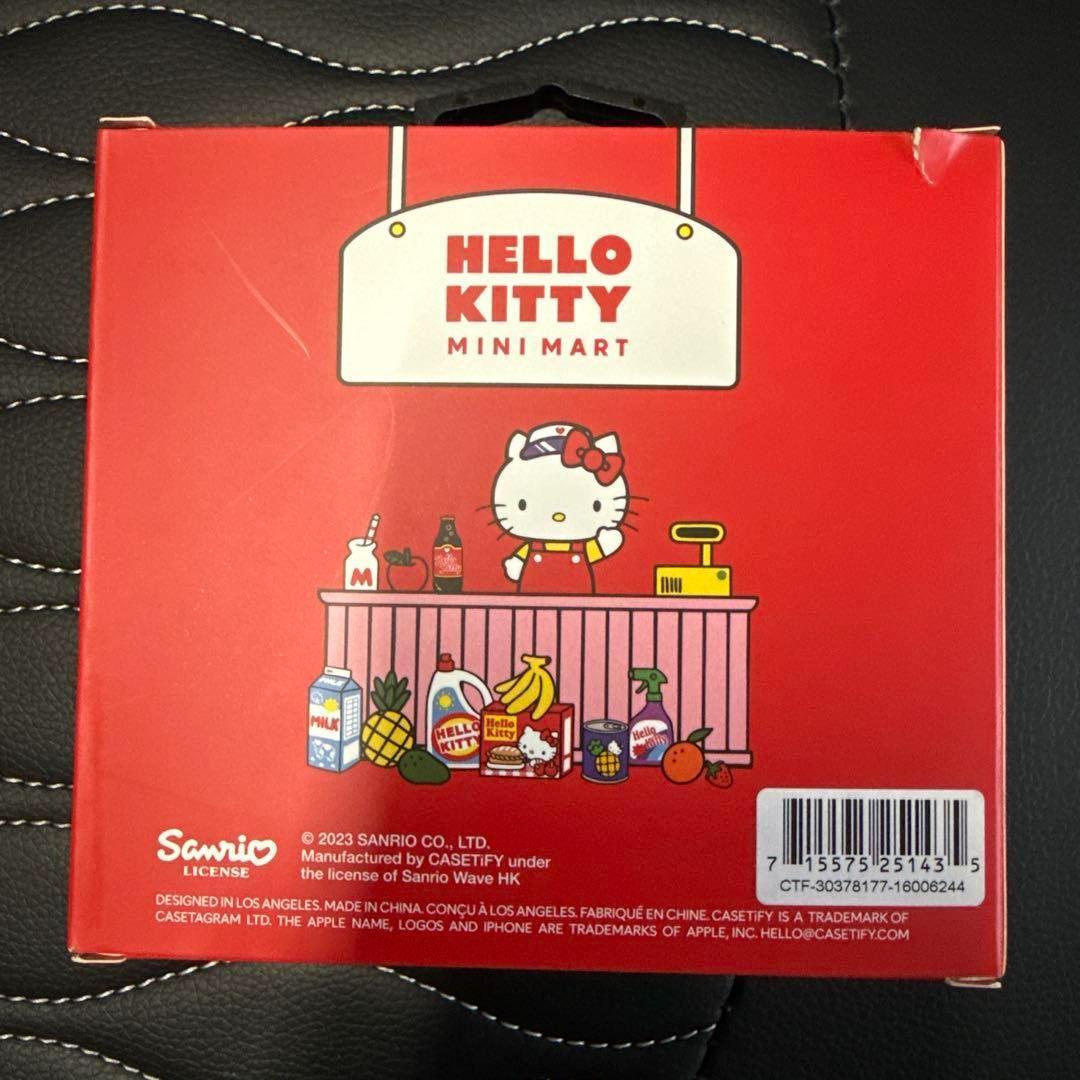 HELLO
KITTY
MINI MART
M
MILK
MILK
HELLO
KITTY
Hello
Kitty
Hello
Sanrio
LICENSE
© 2023 SANRIO CO., LTD.
Manufactured by CASETiFY under
the license of Sanrio Wave HK
7 15575 25143 5
CTF-30378177-16006244
DESIGNED IN LOS ANGELES. MADE IN CHINA. CONÇU À LOS ANGELES. FABRIQUÉ EN CHINE. CASETiFY IS A TRADEMARK OF
CASETAGRAM LTD. THE APPLE NAME, LOGOS AND IPHONE ARE TRADEMARKS OF APPLE, INC. HELLO@CASETIFY.COM